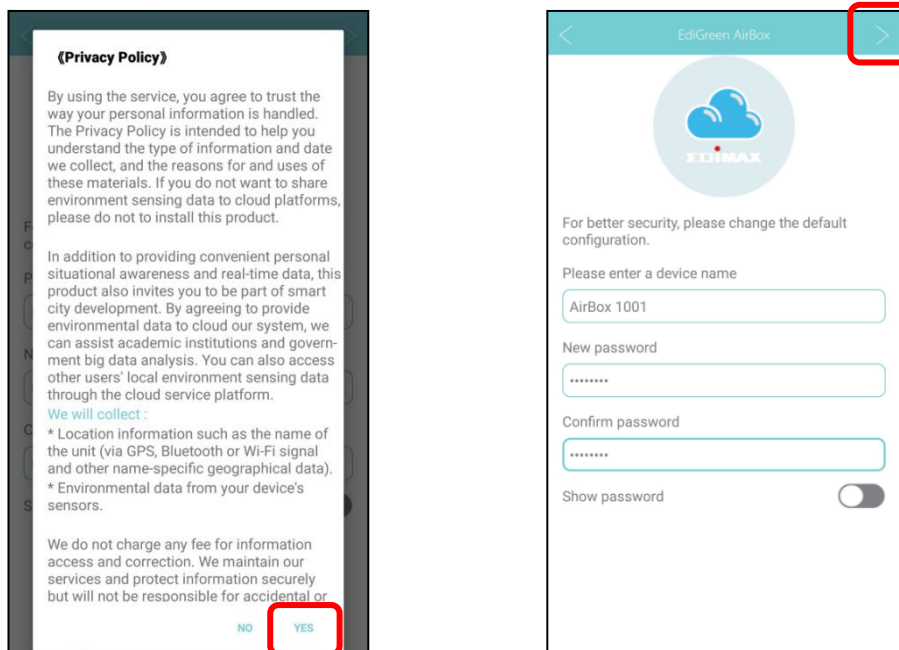 《Privacy Policy》
By using the service, you agree to trust the
way your personal information is handled.
The Privacy Policy is intended to help you
understand the type of information and date
we collect, and the reasons for and uses of
these materials. If you do not want to share
environment sensing data to cloud platforms,
please do not to install this product.
In addition to providing convenient personal
situational awareness and real-time data, this
product also invites you to be part of smart
city development. By agreeing to provide
environmental data to cloud our system, we
can assist academic institutions and govern-
ment big data analysis. You can also access
other users' local environment sensing data
through the cloud service platform.
We will collect :
* Location information such as the name of
the unit (via GPS, Bluetooth or Wi-Fi signal
and other name-specific geographical data).
* Environmental data from your device's
sensors.
We do not charge any fee for information
access and correction. We maintain our
services and protect information securely
but will not be responsible for accidental or
NO YES
EdiGreen AirBox
EDIMAX
For better security, please change the default
configuration.
Please enter a device name
AirBox 1001
New password
••••••••
Confirm password
••••••••
Show password